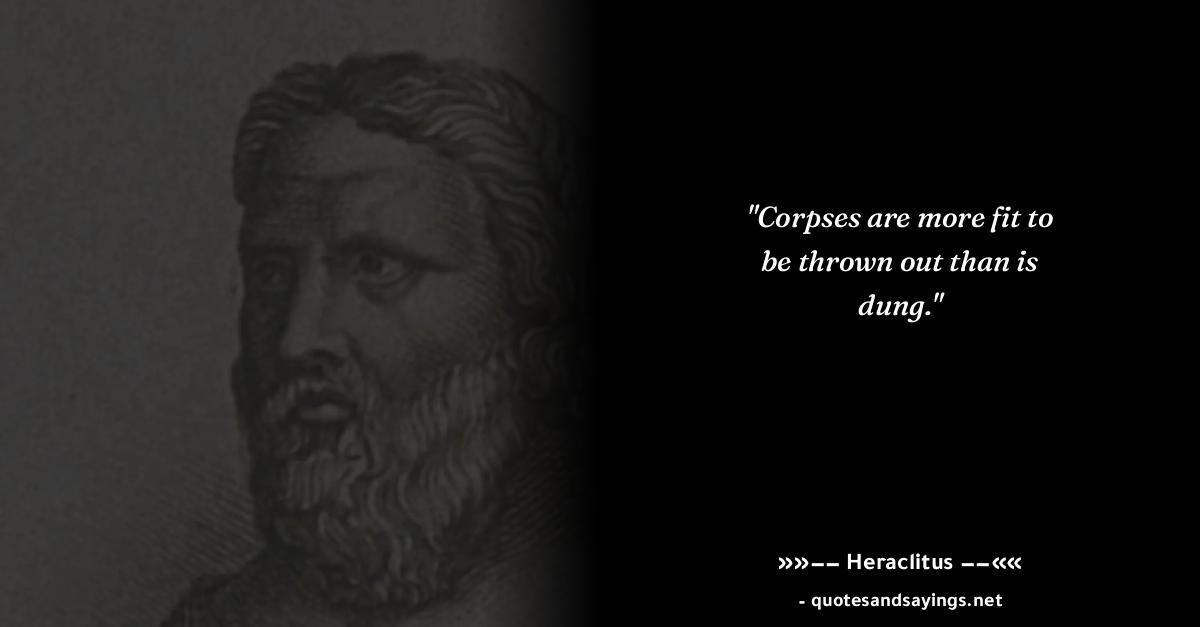 "Corpses are more fit to
be thrown out than is
dung."
»»—— Heraclitus ——««
- quotesandsayings.net